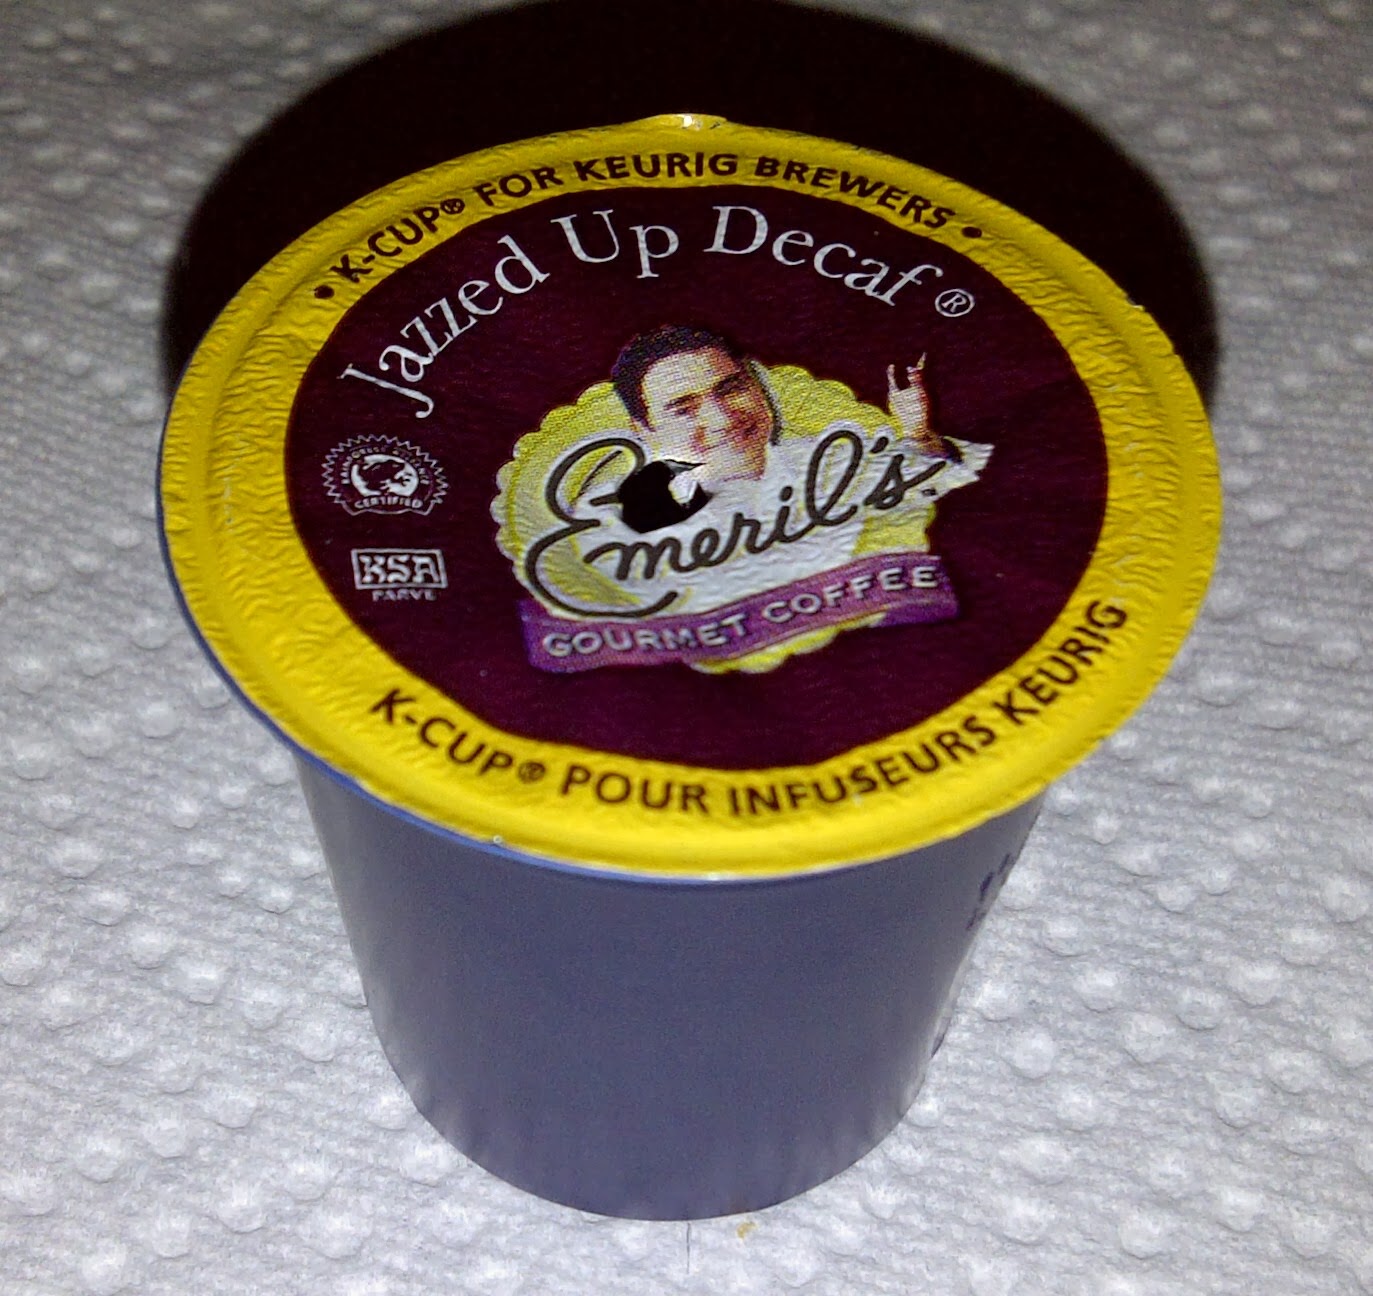 • K-CUP® FOR KEURIG BREWERS •
Jazzed Up Decaf ®
Emeril's
GOURMET COFFEE
CERTIFIED
KSA
PARVE
K-CUP® POUR INFUSEURS KEURIG